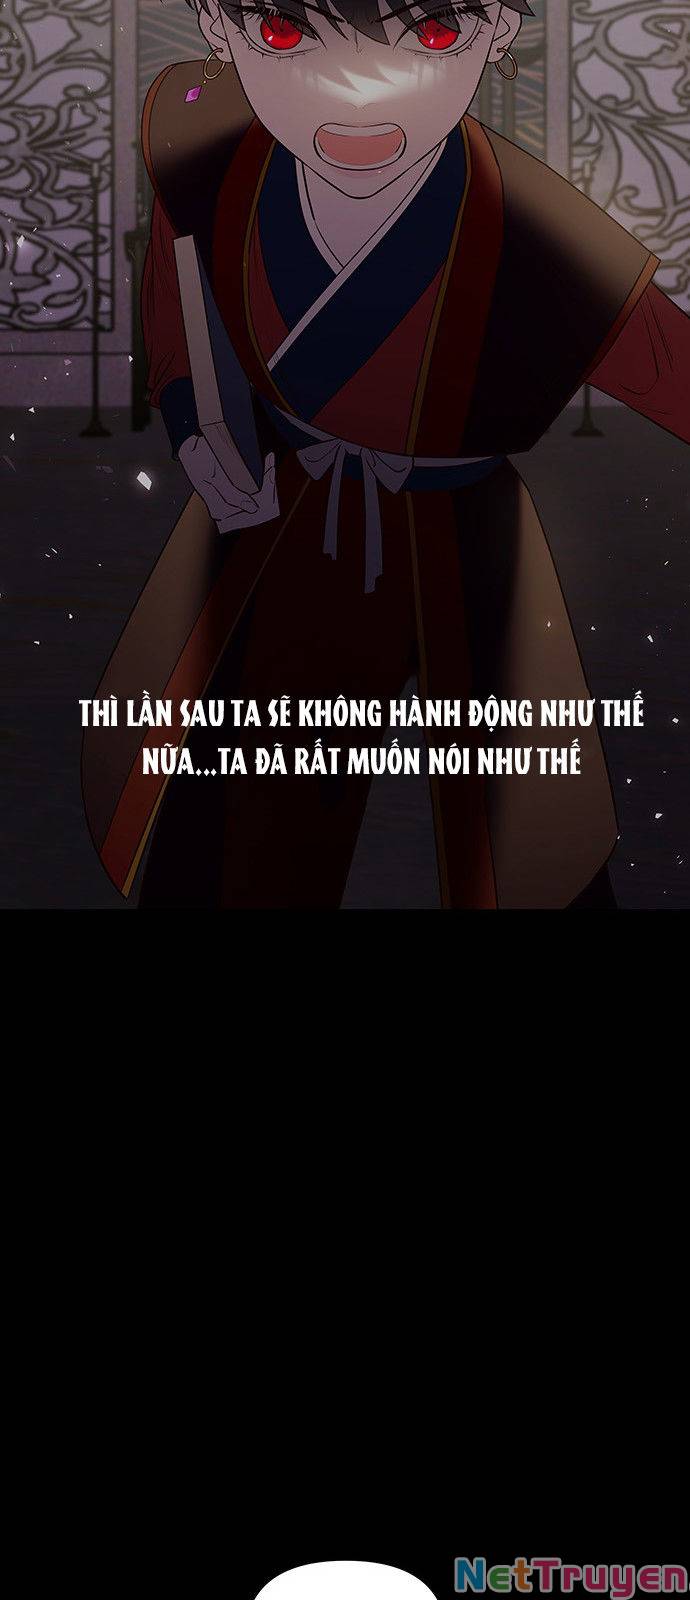 THÌ LẦN SAU TA SẼ KHÔNG HÀNH ĐỘNG NHƯ THẾ
NỮA...TA ĐÃ RẤT MUỐN NÓI NHƯ THẾ
NetTruyen